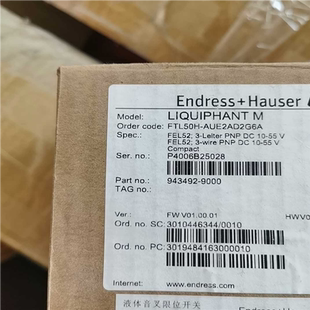 Endress+Hauser
Model: LIQUIPHANT M
Order code: FTL50H-AUE2AD2G6A
Spec.: FEL52; 3-Leiter PNP DC 10-55 V
FEL52; 3-wire PNP DC 10-55 V
Compact
Ser. no.: P4006B25028
Part no.: 943492-9000
TAG no.:
Ver.: FW V01.00.01 HWV0
Ord. no. SC: 3010446344/0010
Ord. no. PC: 3019484163000010
Internet: www.endress.com
液体音叉限位开关